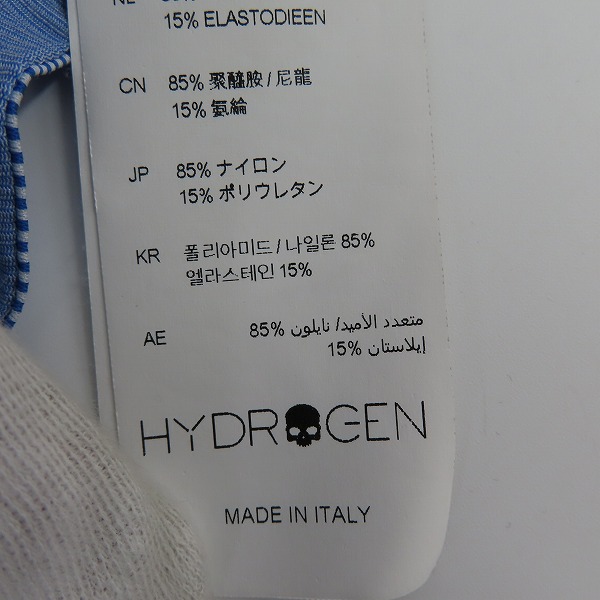 15% ELASTODIEEN
CN 85% 聚醯胺 / 尼龍
15% 氨綸
JP 85% ナイロン
15% ポリウレタン
KR 폴리아미드 / 나일론 85%
엘라스테인 15%
AE متعدد الأميد/ نايلون %85
إيلاستان %15
HYDROGEN
MADE IN ITALY